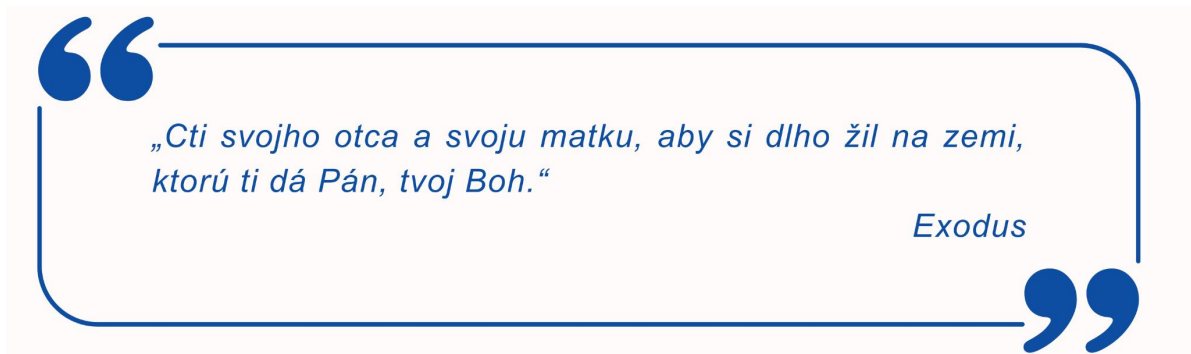 „Cti svojho otca a svoju matku, aby si dlho žil na zemi,
ktorú ti dá Pán, tvoj Boh.“
Exodus